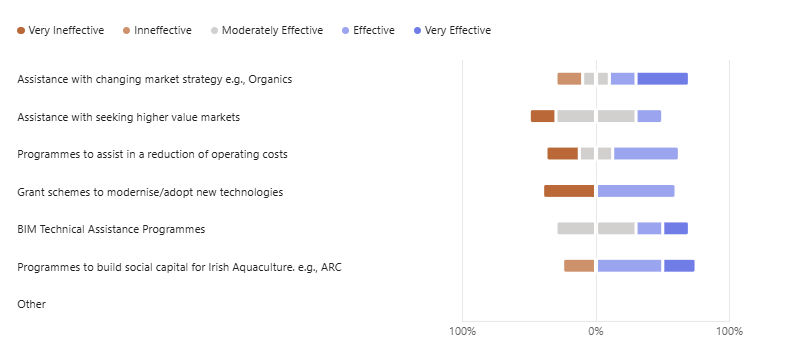 Very Ineffective Inneffective Moderately Effective Effective Very Effective
Assistance with changing market strategy e.g., Organics
Assistance with seeking higher value markets
Programmes to assist in a reduction of operating costs
Grant schemes to modernise/adopt new technologies
BIM Technical Assistance Programmes
Programmes to build social capital for Irish Aquaculture. e.g., ARC
Other
100% 0% 100%